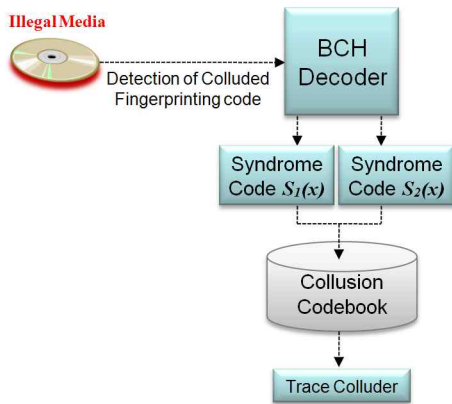 Illegal Media
BCH
Decoder
Detection of Colluded
Fingerprinting code
Syndrome
Code S1(x)
Syndrome
Code S2(x)
Collusion
Codebook
Trace Colluder